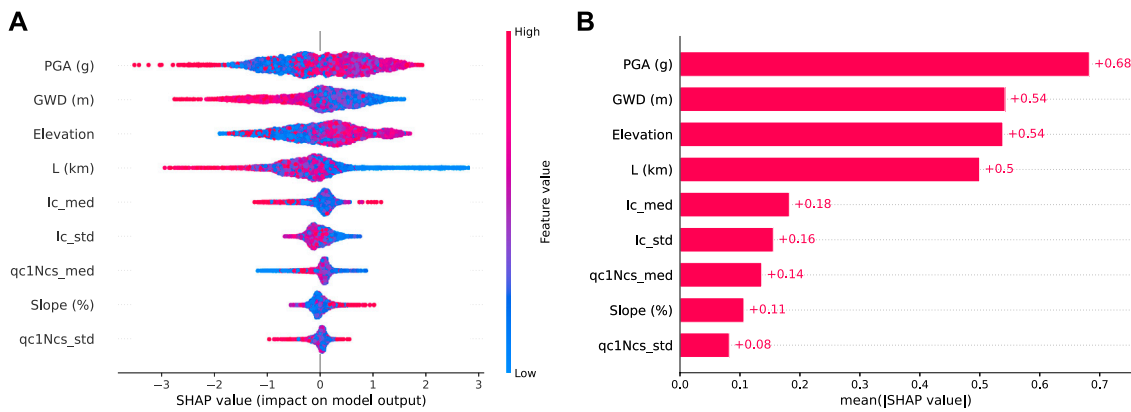 A
PGA (g)
GWD (m)
Elevation
L (km)
Ic_med
Ic_std
qc1Ncs_med
Slope (%)
qc1Ncs_std
−3 −2 −1 0 1 2 3
SHAP value (impact on model output)
High
Feature value
Low
B
PGA (g) +0.68
GWD (m) +0.54
Elevation +0.54
L (km) +0.5
Ic_med +0.18
Ic_std +0.16
qc1Ncs_med +0.14
Slope (%) +0.11
qc1Ncs_std +0.08
0.0 0.1 0.2 0.3 0.4 0.5 0.6 0.7
mean(|SHAP value|)